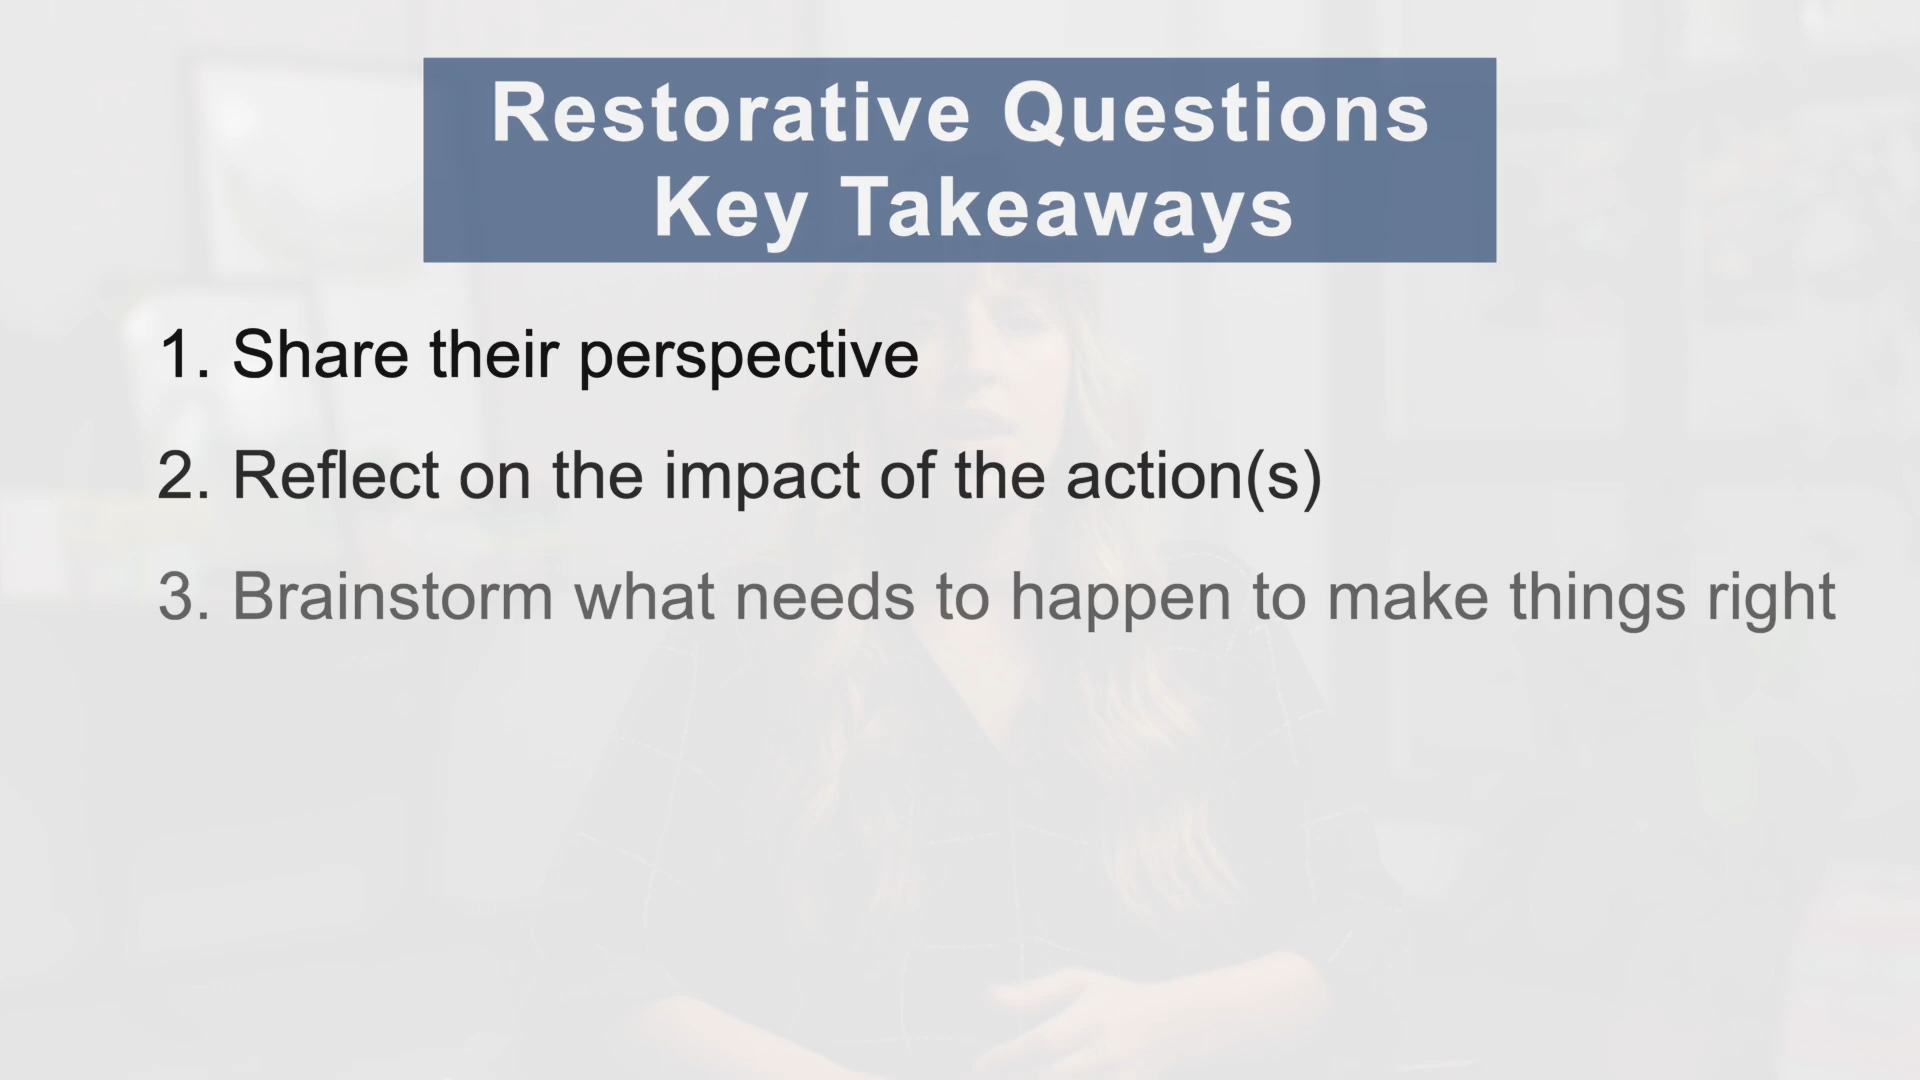 Restorative Questions
Key Takeaways
1. Share their perspective
2. Reflect on the impact of the action(s)
3. Brainstorm what needs to happen to make things right